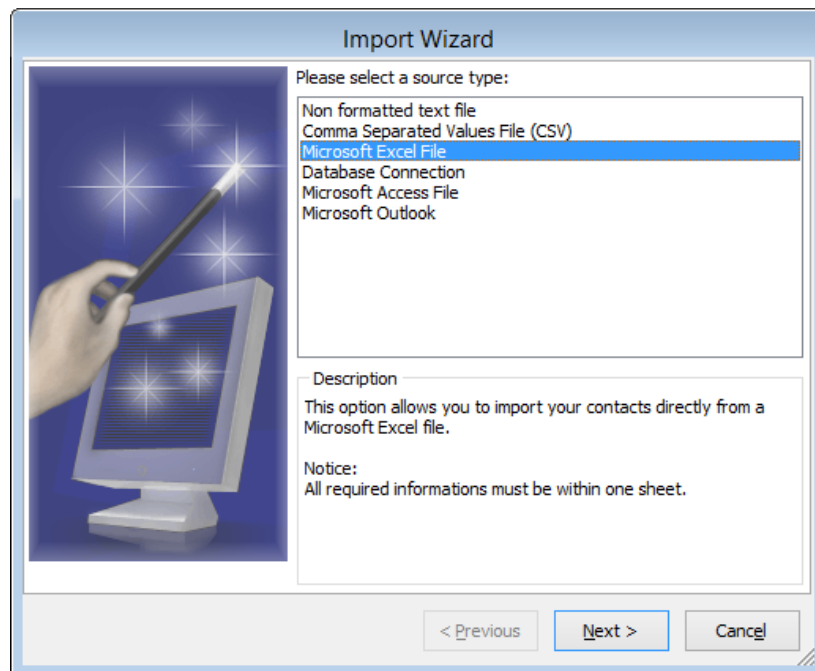 Import Wizard
Please select a source type:
Non formatted text file
Comma Separated Values File (CSV)
Microsoft Excel File
Database Connection
Microsoft Access File
Microsoft Outlook
Description
This option allows you to import your contacts directly from a
Microsoft Excel file.
Notice:
All required informations must be within one sheet.
< Previous
Next >
Cancel